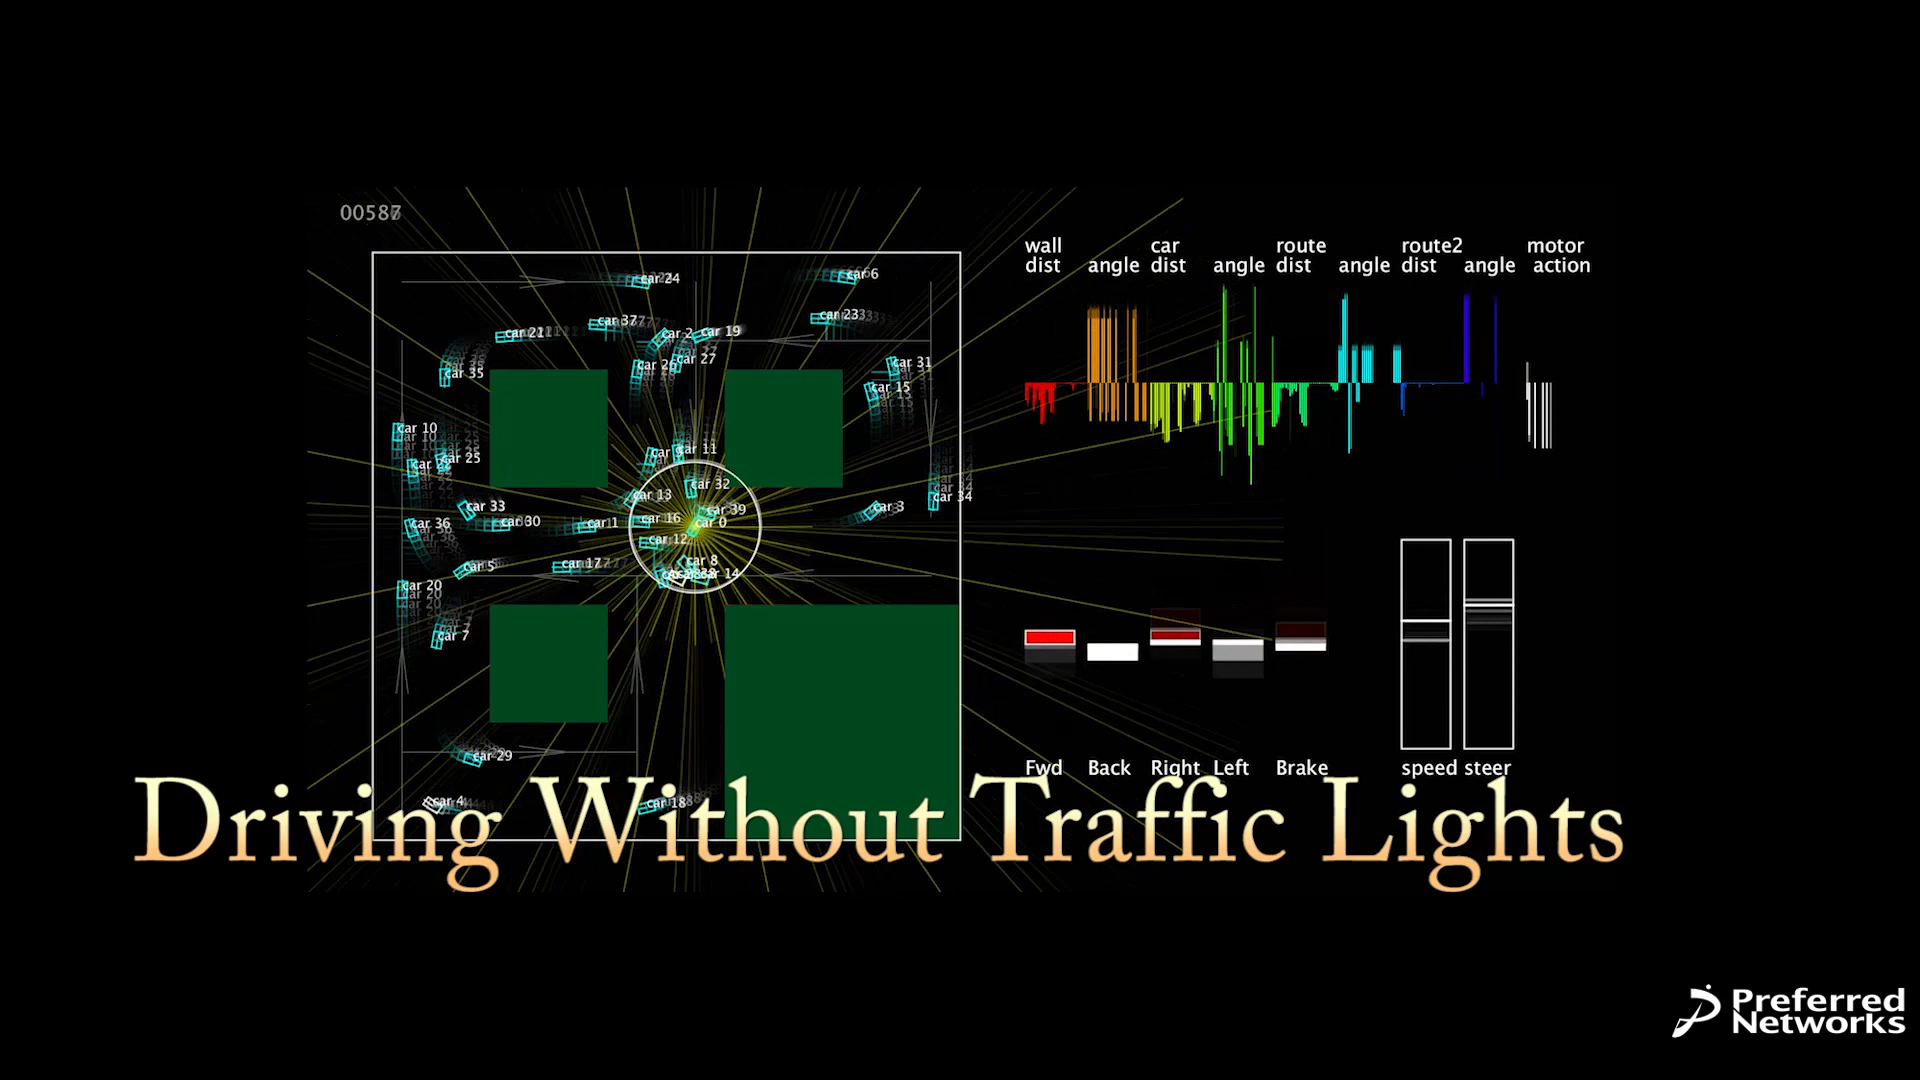 00587
wall car route route2 motor
dist angle dist angle dist angle dist angle action
car 24
car 6
car 23
car 37
car 21
car 2
car 19
car 27
car 26
car 31
car 35
car 15
car 10
car 11
car 25
car 32
car 13
car 34
car 33
car 3
car 39
car 16
car 0
car 36
car 30
car 1
car 12
car 8
car 5
car 17
car 14
car 20
car 7
car 29
car 4
car 18
Fwd Back Right Left Brake speed steer
Driving Without Traffic Lights
Preferred
Networks